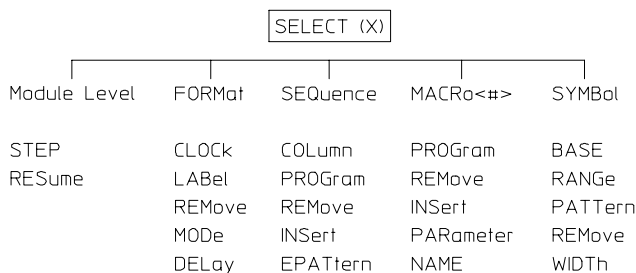 SELECT (X)
Module Level FORMat SEQuence MACRo<#> SYMBol
STEP CLOCk COLumn PROGram BASE
RESume LABel PROGram REMove RANGe
REMove REMove INSert PATTern
MODe INSert PARameter REMove
DELay EPATtern NAME WIDTh